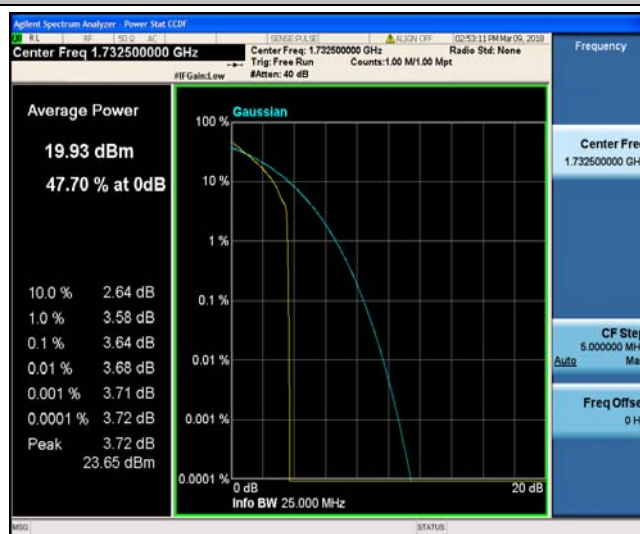 Agilent Spectrum Analyzer - Power Stat CCDF
RL RF 50 Ω AC SENSE:PULSE ALIGN OFF 02:53:11 PM Mar 09, 2018
Center Freq 1.732500000 GHz
Center Freq: 1.732500000 GHz Radio Std: None
Trig: Free Run Counts:1.00 M/1.00 Mpt
#IFGain:Low #Atten: 40 dB
Frequency
Average Power
19.93 dBm
47.70 % at 0dB
10.0 % 2.64 dB
1.0 % 3.58 dB
0.1 % 3.64 dB
0.01 % 3.68 dB
0.001 % 3.71 dB
0.0001 % 3.72 dB
Peak 3.72 dB
23.65 dBm
Gaussian
100 %
10 %
1 %
0.1 %
0.01 %
0.001 %
0.0001 %
0 dB 20 dB
Info BW 25.000 MHz
Center Fre
1.732500000 GH
CF Ste
5.000000 MH
Auto Ma
Freq Offse
0 H
MSG STATUS